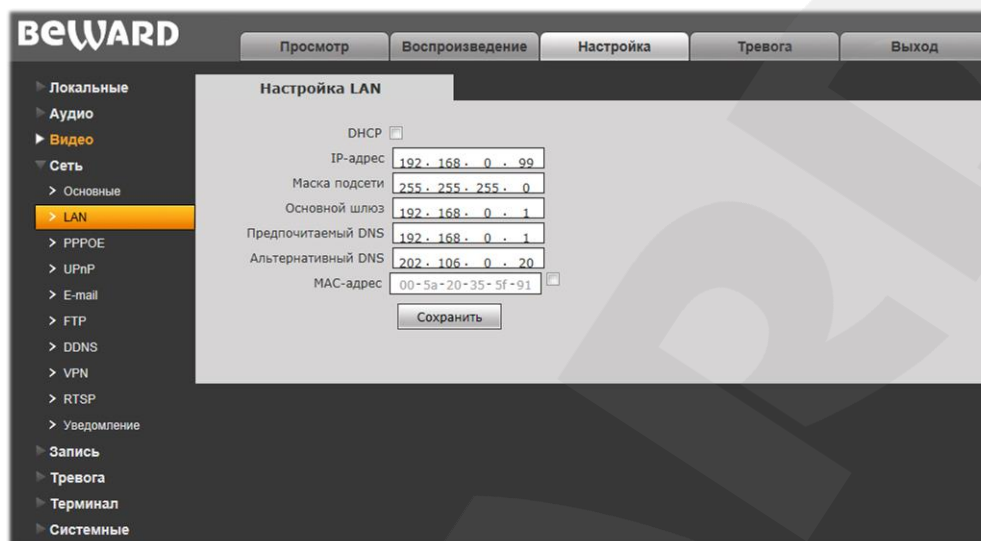 BEWARD
Просмотр Воспроизведение Настройка Тревога Выход
Локальные
Аудио
Видео
Сеть
> Основные
> LAN
> PPPOE
> UPnP
> E-mail
> FTP
> DDNS
> VPN
> RTSP
> Уведомление
Запись
Тревога
Терминал
Системные
Настройка LAN
DHCP
IP-адрес 192. 168. 0 . 99
Маска подсети 255. 255. 255. 0
Основной шлюз 192. 168. 0 . 1
Предпочитаемый DNS 192. 168. 0 . 1
Альтернативный DNS 202. 106. 0 . 20
MAC-адрес 00-5a-20-35-5f-91
Сохранить